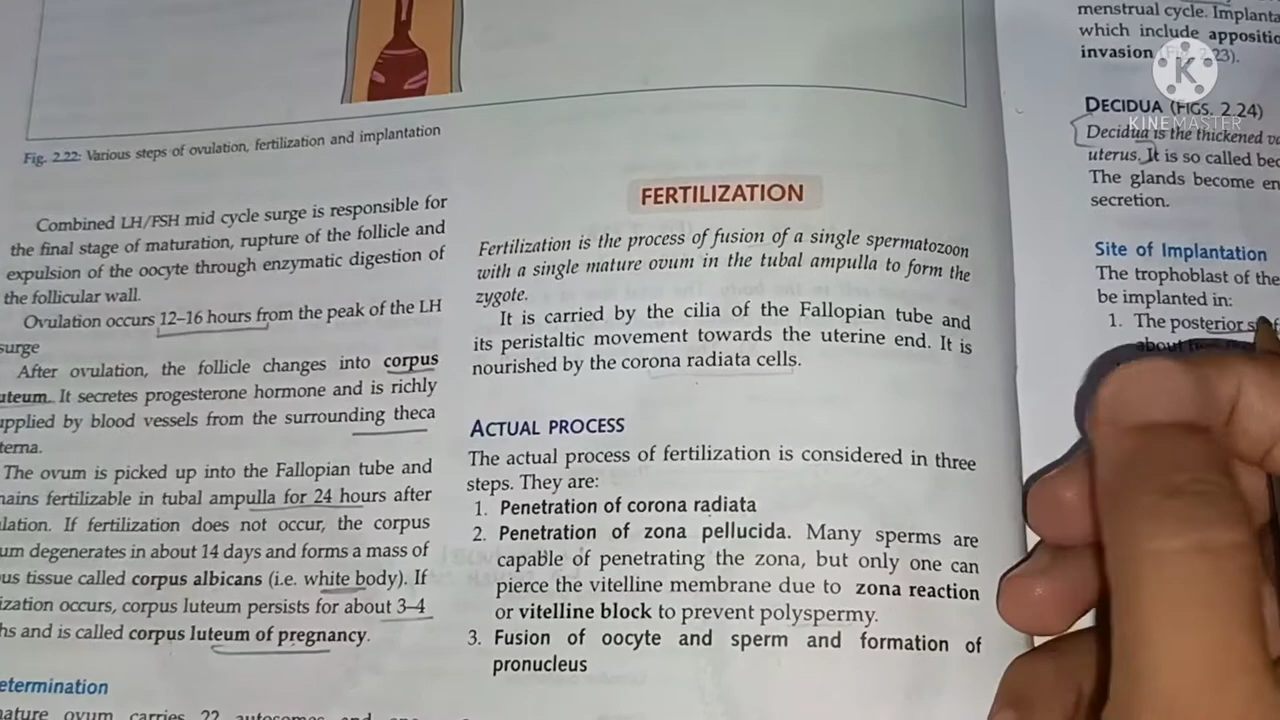 Fig. 2.22: Various steps of ovulation, fertilization and implantation
Combined LH/FSH mid cycle surge is responsible for
the final stage of maturation, rupture of the follicle and
expulsion of the oocyte through enzymatic digestion of
the follicular wall.
Ovulation occurs 12–16 hours from the peak of the LH
surge
After ovulation, the follicle changes into corpus
uteum. It secretes progesterone hormone and is richly
upplied by blood vessels from the surrounding theca
terna.
The ovum is picked up into the Fallopian tube and
nains fertilizable in tubal ampulla for 24 hours after
lation. If fertilization does not occur, the corpus
um degenerates in about 14 days and forms a mass of
us tissue called corpus albicans (i.e. white body). If
ization occurs, corpus luteum persists for about 3–4
hs and is called corpus luteum of pregnancy.
etermination
nature ovum carries 22 autosomes and
FERTILIZATION
Fertilization is the process of fusion of a single spermatozoon
with a single mature ovum in the tubal ampulla to form the
zygote.
It is carried by the cilia of the Fallopian tube and
its peristaltic movement towards the uterine end. It is
nourished by the corona radiata cells.
ACTUAL PROCESS
The actual process of fertilization is considered in three
steps. They are:
1. Penetration of corona radiata
2. Penetration of zona pellucida. Many sperms are
capable of penetrating the zona, but only one can
pierce the vitelline membrane due to zona reaction
or vitelline block to prevent polyspermy.
3. Fusion of oocyte and sperm and formation of
pronucleus
menstrual cycle. Implanta
which include appositio
invasion 23).
DECIDUA (FIGS. 2.24)
Decidua is the thickened
uterus. It is so called bec
The glands become en
secretion.
Site of Implantation
The trophoblast of the
be implanted in:
1. The posterior
about
K
KINEMASTER